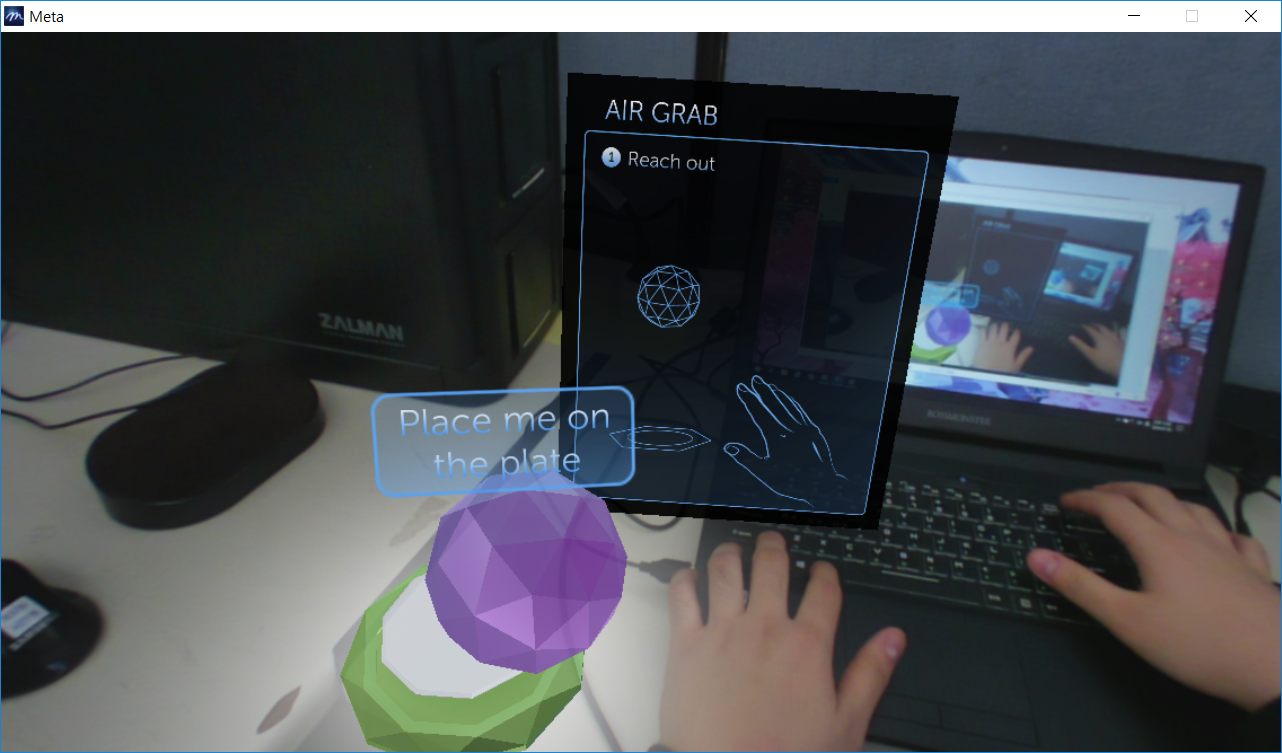 Meta
AIR GRAB
1 Reach out
ZALMAN
Place me on
the plate